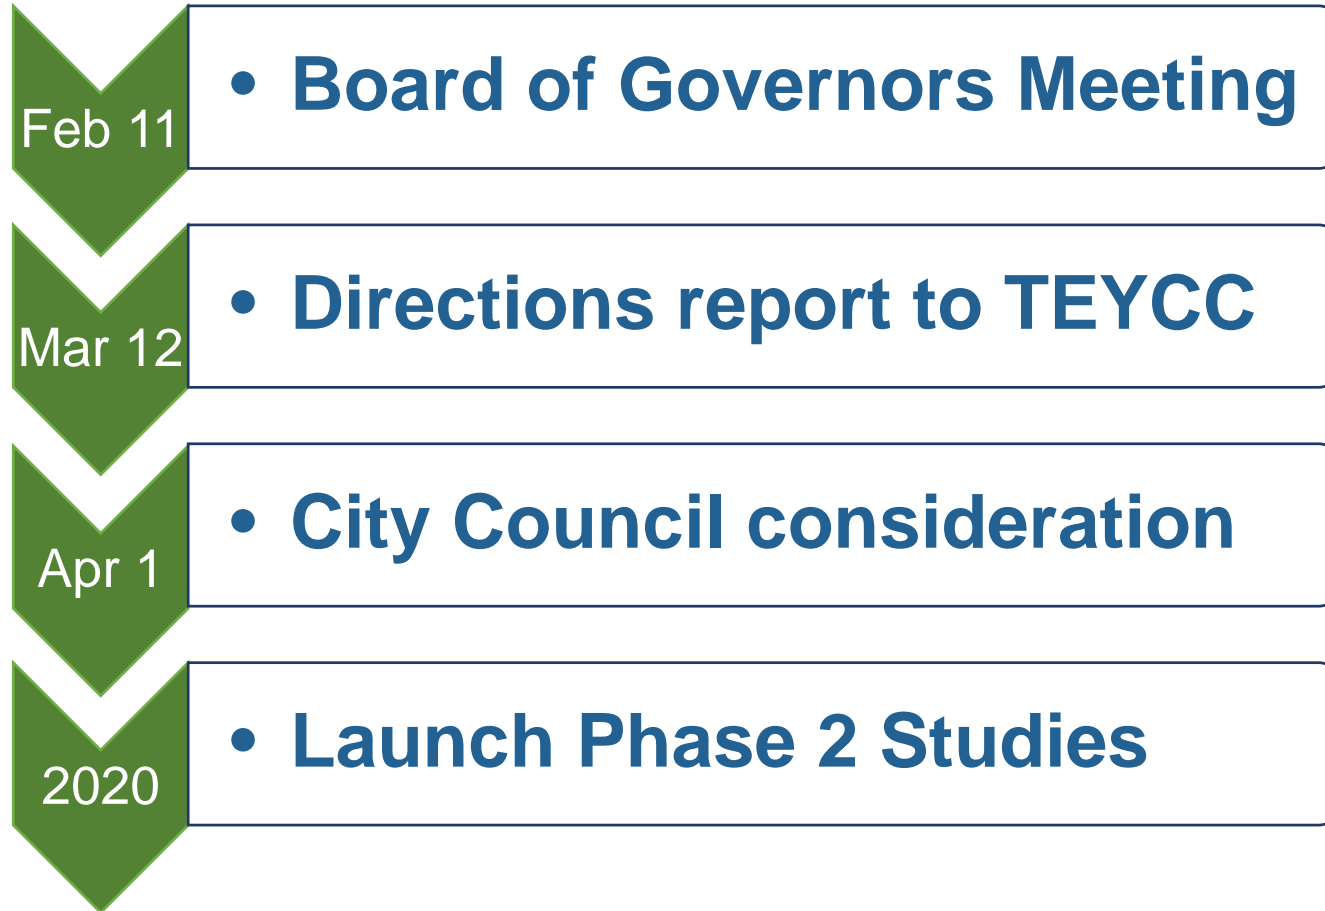 Feb 11
• Board of Governors Meeting
Mar 12
• Directions report to TEYCC
Apr 1
• City Council consideration
2020
• Launch Phase 2 Studies